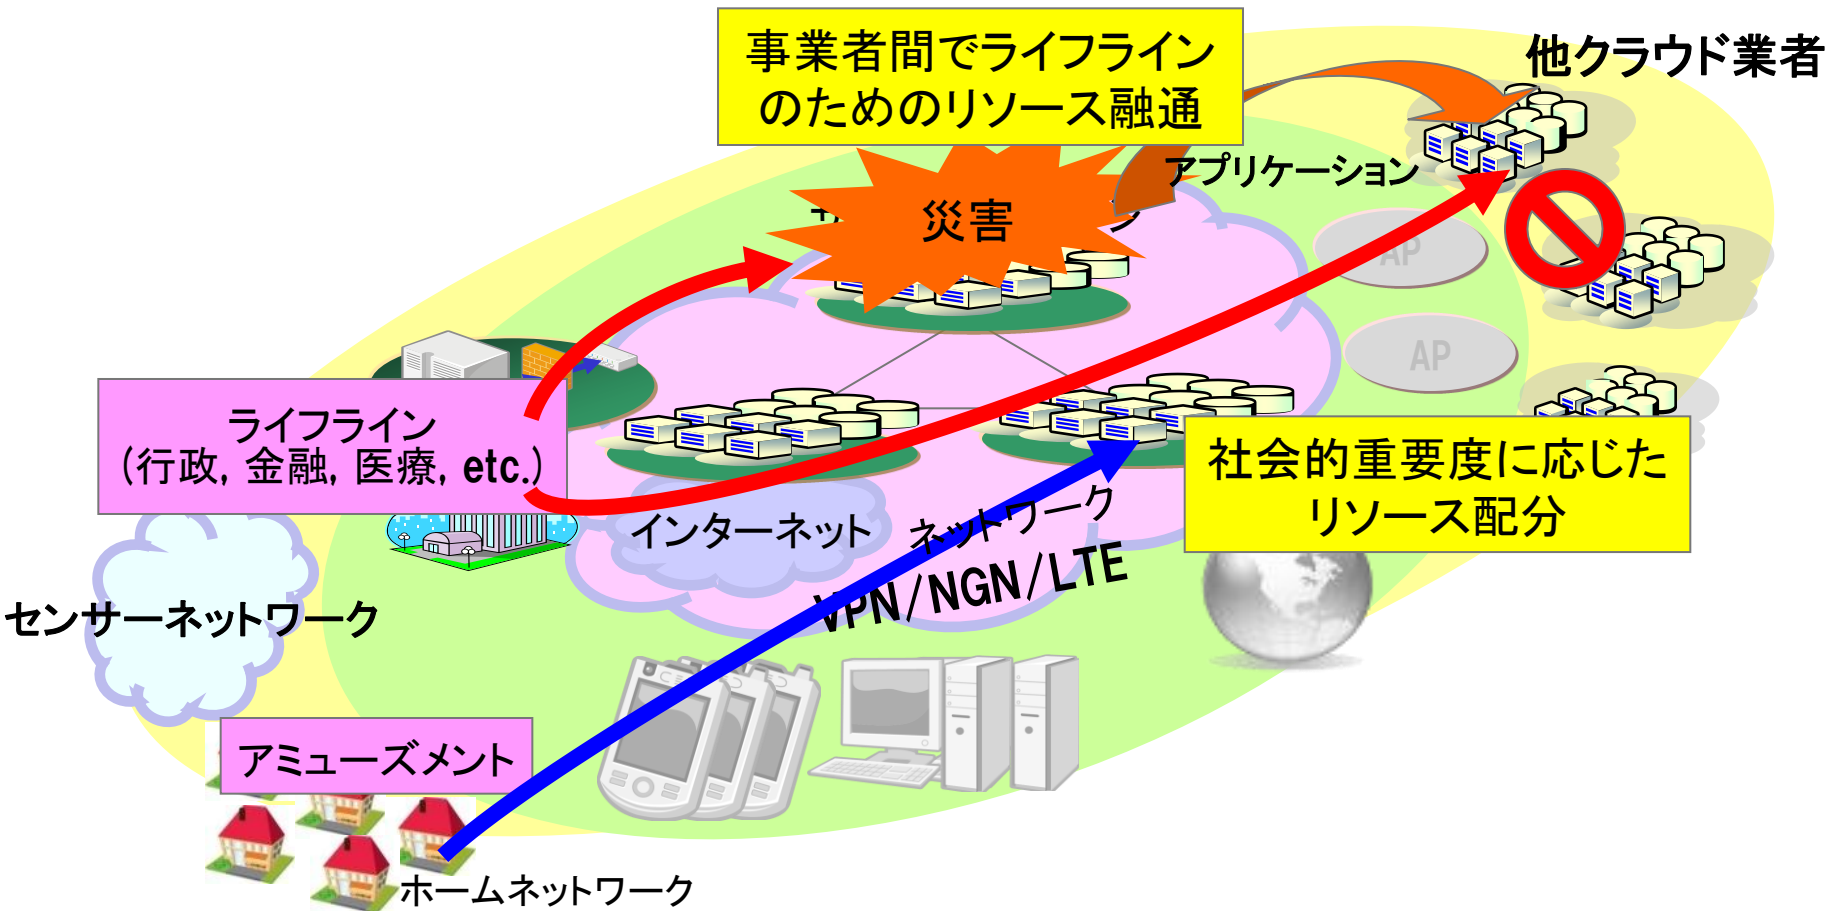 事業者間でライフライン
のためのリソース融通
他クラウド業者
アプリケーション
災害
AP
AP
ライフライン
(行政, 金融, 医療, etc.)
社会的重要度に応じた
リソース配分
インターネット
ネットワーク
VPN/NGN/LTE
センサーネットワーク
アミューズメント
ホームネットワーク